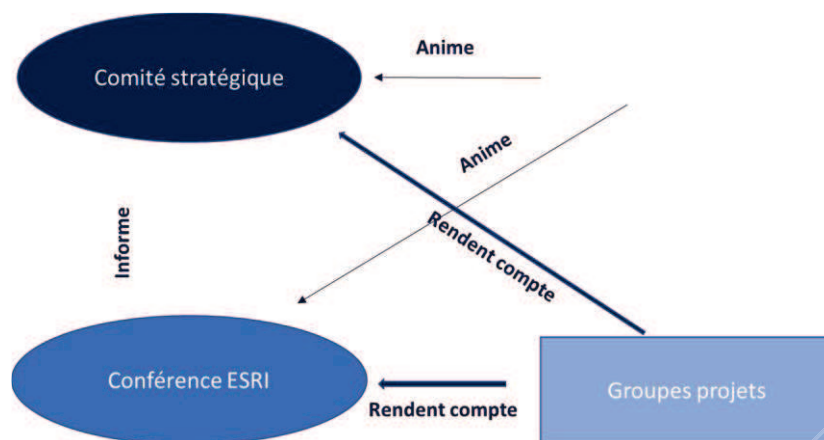 Anime
Comité stratégique
Anime
Rendent compte
Informe
Conférence ESRI
Groupes projets
Rendent compte